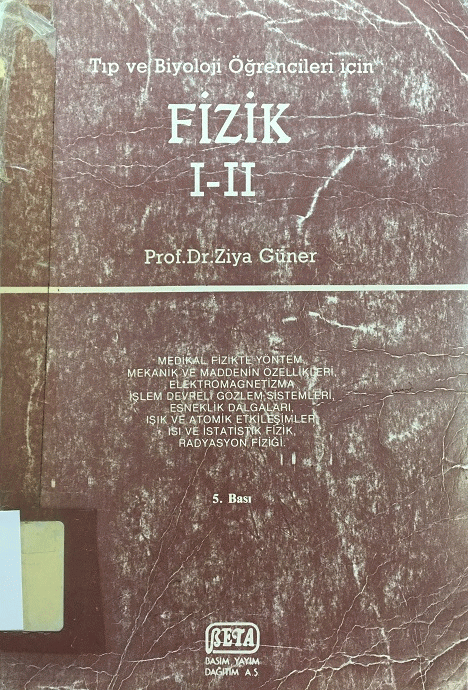 Tıp ve Biyoloji Öğrencileri için
FİZİK
I-II
Prof.Dr.Ziya Güner
MEDİKAL FİZİKTE YÖNTEM,
MEKANİK VE MADDENİN ÖZELLİKLERİ,
ELEKTROMAGNETİZMA,
İŞLEM DEVRELİ GÖZLEM SİSTEMLERİ,
ESNEKLİK DALGALARI,
IŞIK VE ATOMİK ETKİLEŞİMLER,
ISI VE İSTATİSTİK FİZİK,
RADYASYON FİZİĞİ.
5. Bası
BETA
BASIM YAYIM
DAĞITIM A.Ş